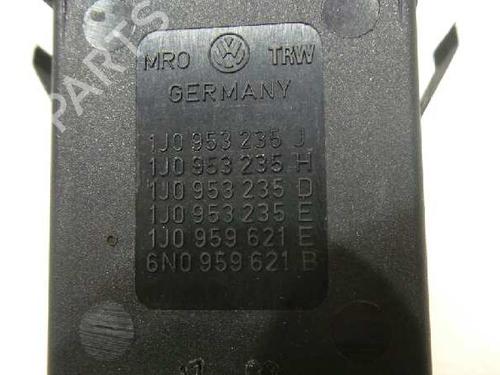 MRO VW TRW
GERMANY
1J0 953 235 J
1J0 953 235 H
1J0 953 235 D
1J0 953 235 E
1J0 959 621 E
6N0 959 621 B
PARTS